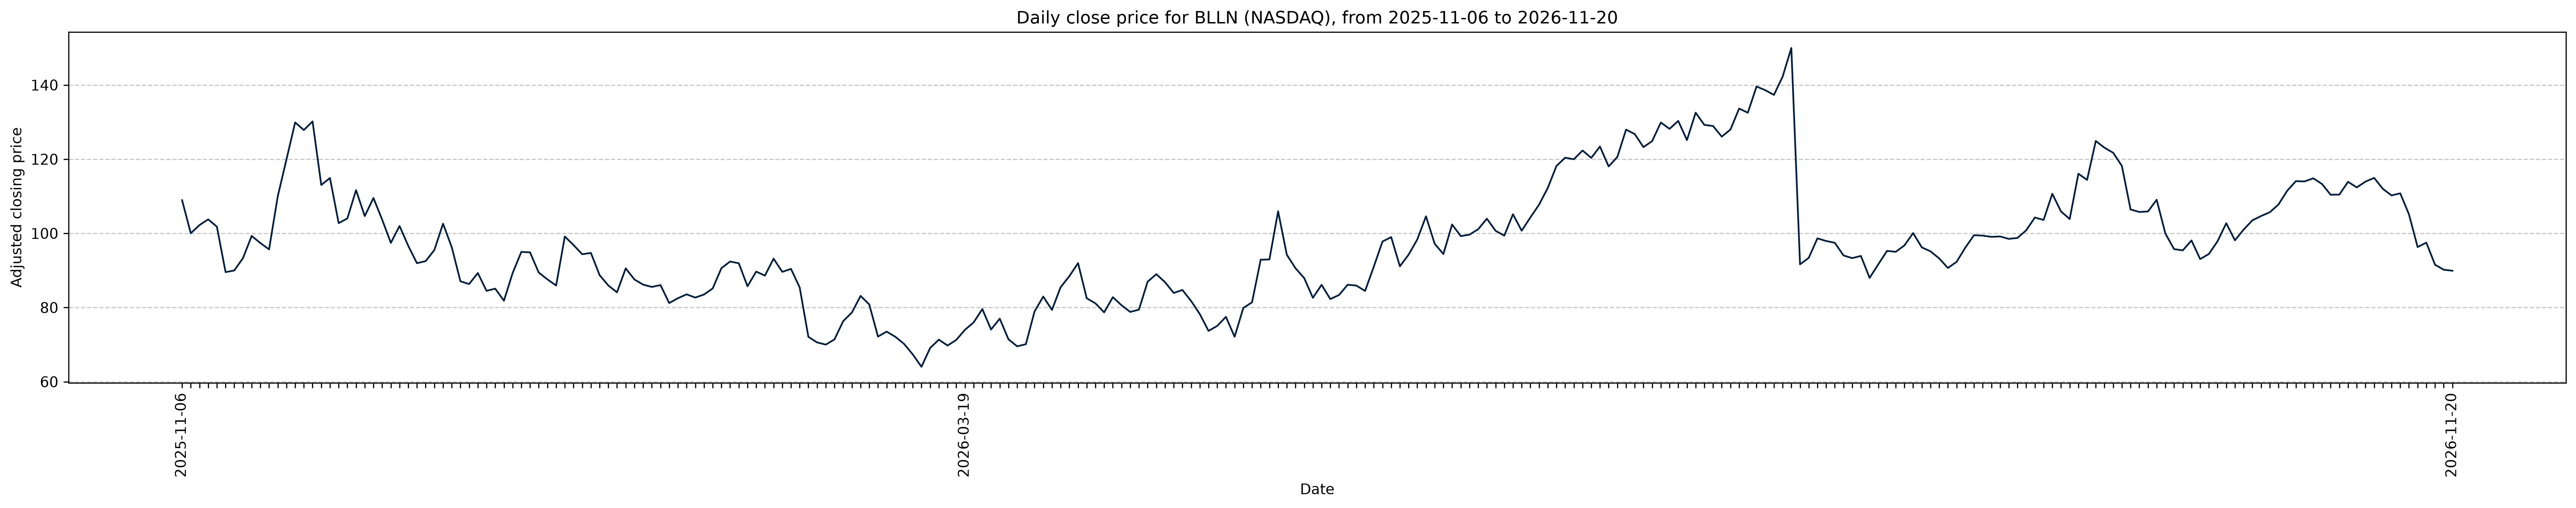 Daily close price for BLLN (NASDAQ), from 2025-11-06 to 2026-11-20
Adjusted closing price
140
120
100
80
60
2025-11-06
2026-03-19
2026-11-20
Date